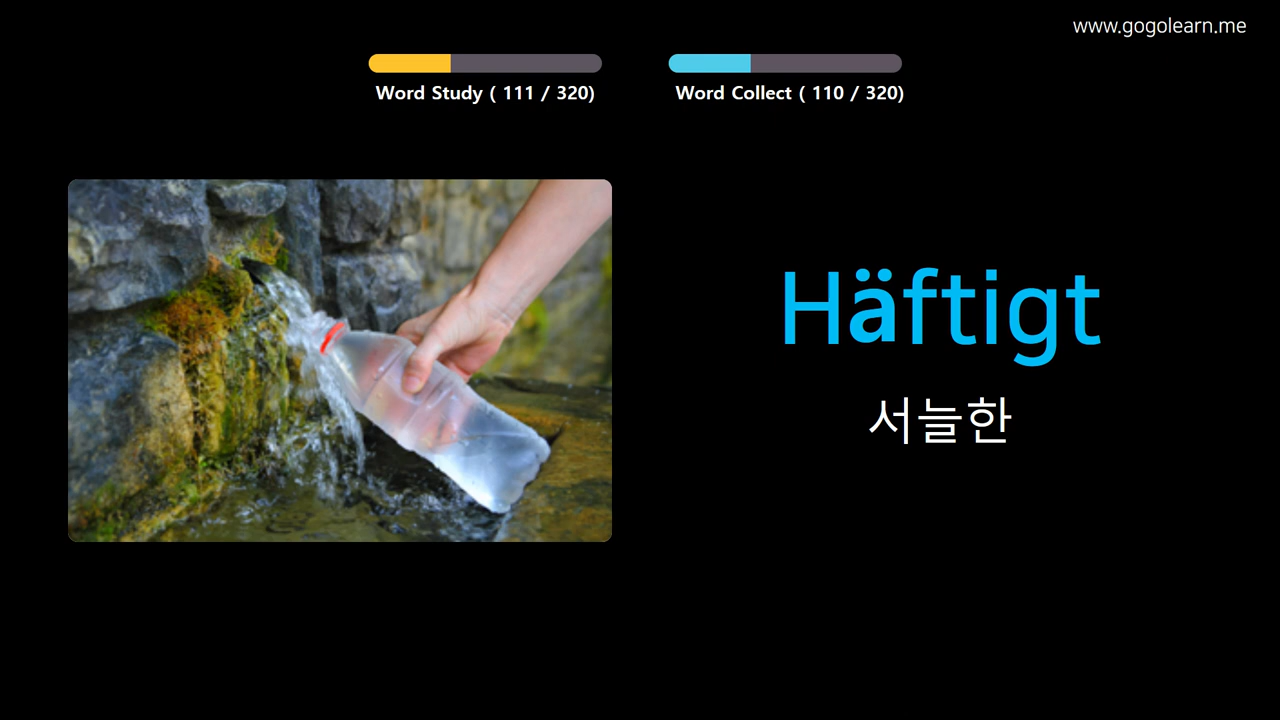 www.gogolearn.me
Word Study ( 111 / 320)
Word Collect ( 110 / 320)
Häftigt
서늘한